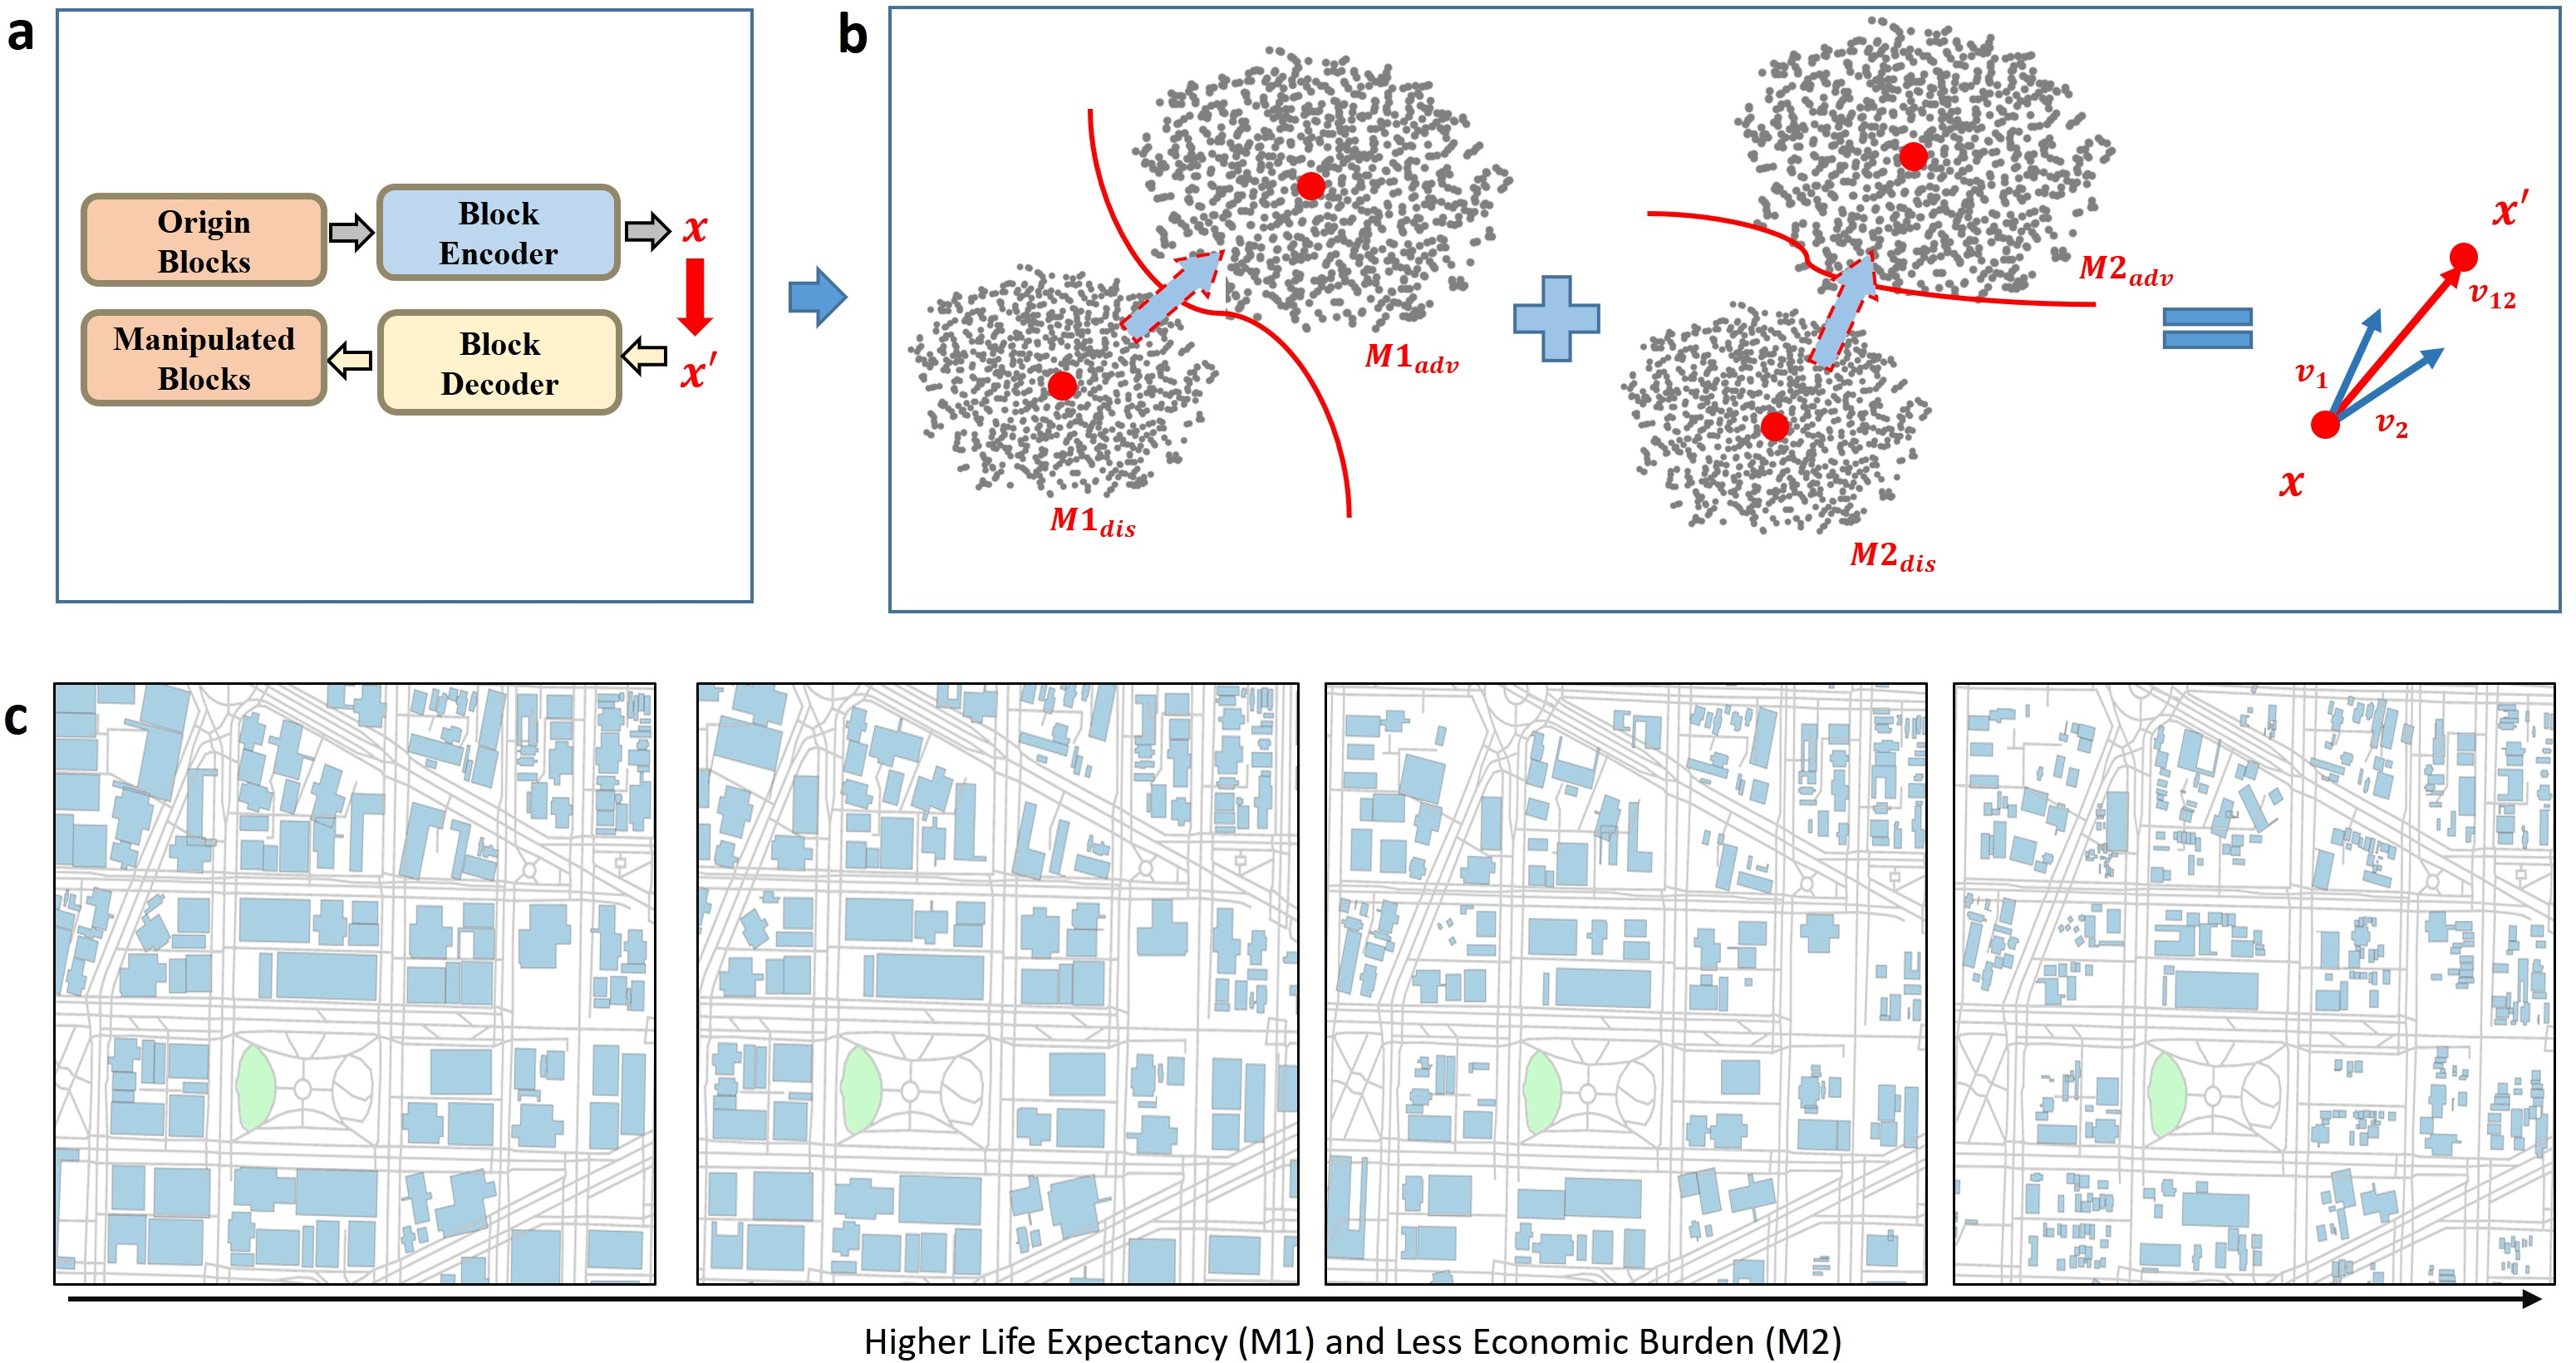 a
Origin
Blocks
Block
Encoder
x
Manipulated
Blocks
Block
Decoder
x′
b
M1adv
M1dis
M2adv
M2dis
x′
v12
v1
v2
x
c
Higher Life Expectancy (M1) and Less Economic Burden (M2)